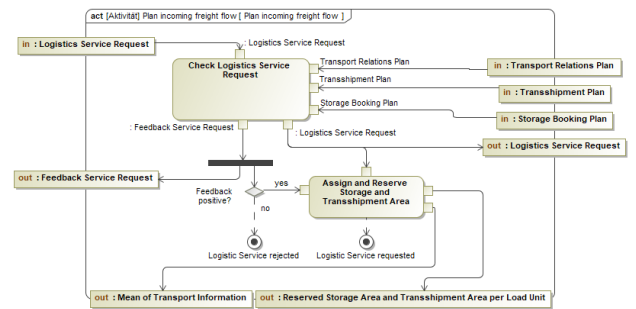 act [Aktivität] Plan incoming freight flow [ Plan incoming freight flow ]
in : Logistics Service Request
: Logistics Service Request
Check Logistics Service
Request
Transport Relations Plan
in : Transport Relations Plan
Transshipment Plan
in : Transshipment Plan
Storage Booking Plan
in : Storage Booking Plan
: Feedback Service Request
: Logistics Service Request
out : Logistics Service Request
out : Feedback Service Request
Feedback
positive?
yes
no
Assign and Reserve
Storage and
Transshipment Area
Logistic Service rejected
Logistic Service requested
out : Mean of Transport Information
out : Reserved Storage Area and Transshipment Area per Load Unit